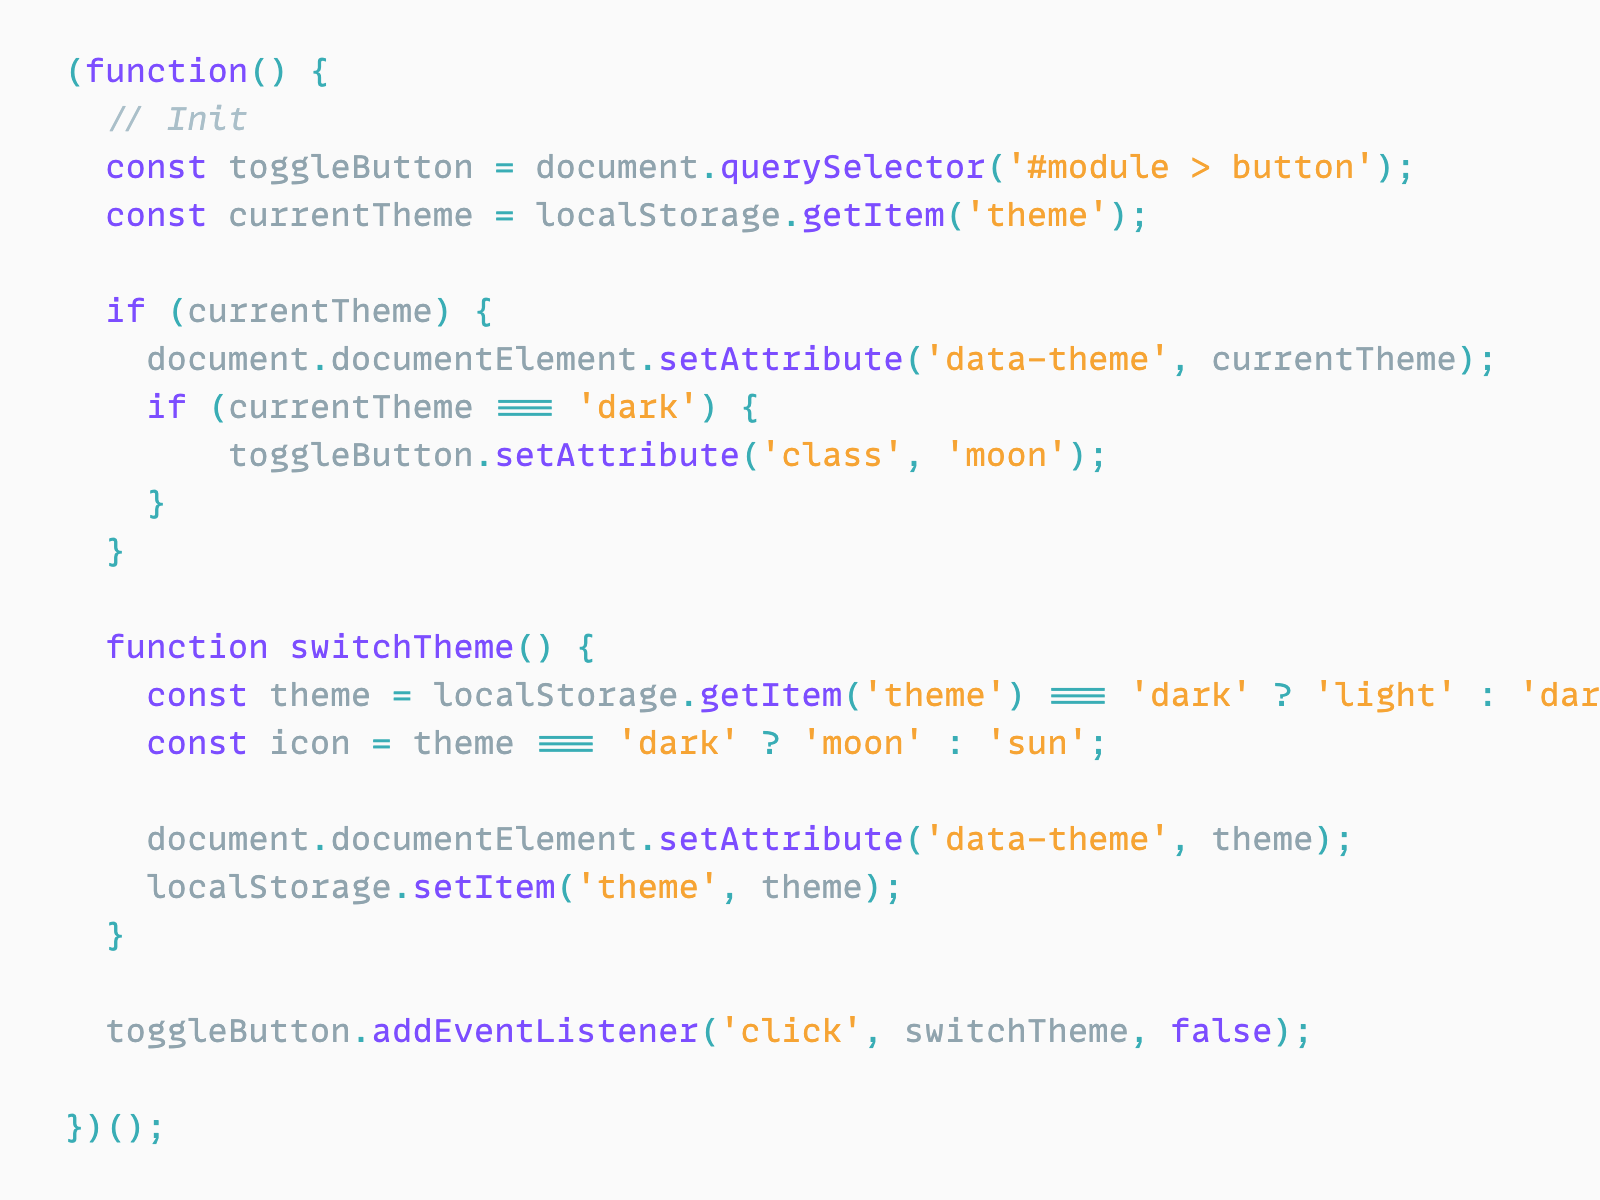 (function() {
  // Init
  const toggleButton = document.querySelector('#module > button');
  const currentTheme = localStorage.getItem('theme');

  if (currentTheme) {
    document.documentElement.setAttribute('data-theme', currentTheme);
    if (currentTheme === 'dark') {
        toggleButton.setAttribute('class', 'moon');
    }
  }

  function switchTheme() {
    const theme = localStorage.getItem('theme') === 'dark' ? 'light' : 'dar
    const icon = theme === 'dark' ? 'moon' : 'sun';

    document.documentElement.setAttribute('data-theme', theme);
    localStorage.setItem('theme', theme);
  }

  toggleButton.addEventListener('click', switchTheme, false);

})();